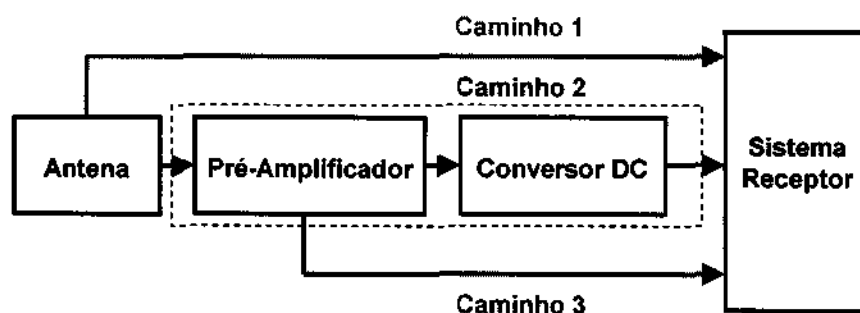 Caminho 1
Caminho 2
Antena
Pré-Amplificador
Conversor DC
Sistema
Receptor
Caminho 3